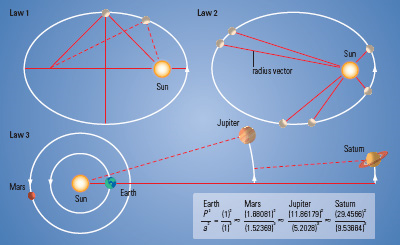 Law 1
Sun
Law 2
Sun
radius vector
Law 3
Jupiter
Saturn
Mars
Sun
Earth
Earth Mars Jupiter Saturn
P² / a³ = (1)² / (1)³ ≈ (1.88081)² / (1.52369)³ ≈ (11.86179)² / (5.2028)³ ≈ (29.4566)² / (9.53884)³